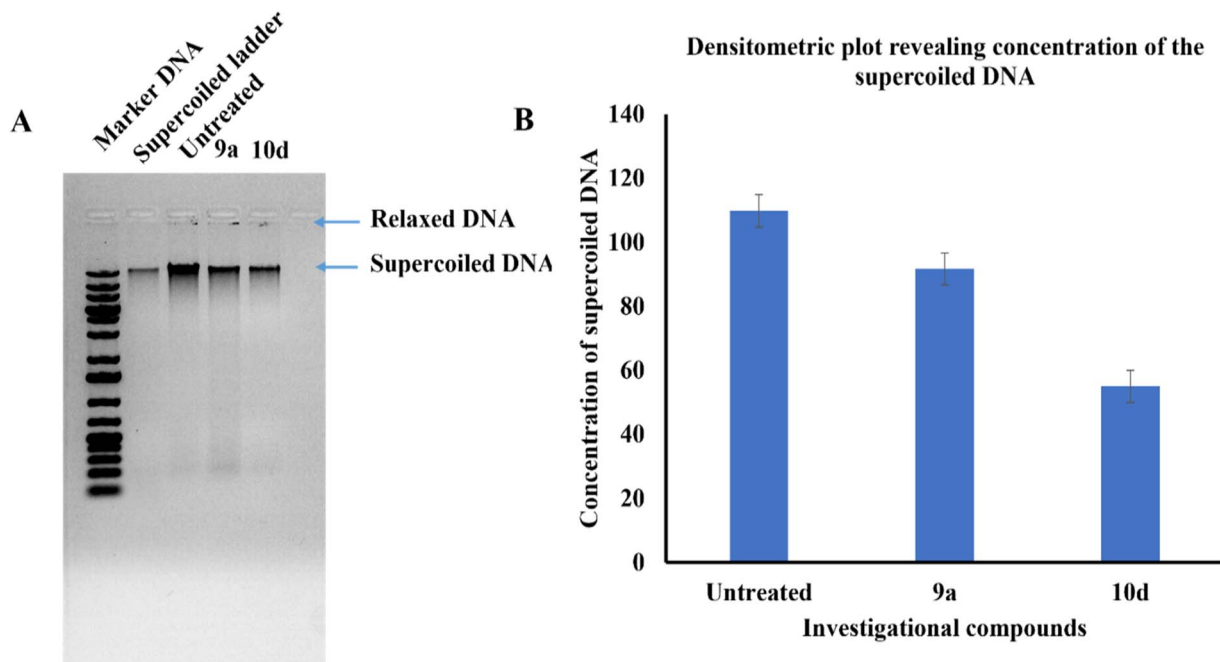 A
Marker DNA
Supercoiled ladder
Untreated
9a
10d
Relaxed DNA
Supercoiled DNA
B
Densitometric plot revealing concentration of the
supercoiled DNA
Concentration of supercoiled DNA
140
120
100
80
60
40
20
0
Untreated
9a
10d
Investigational compounds